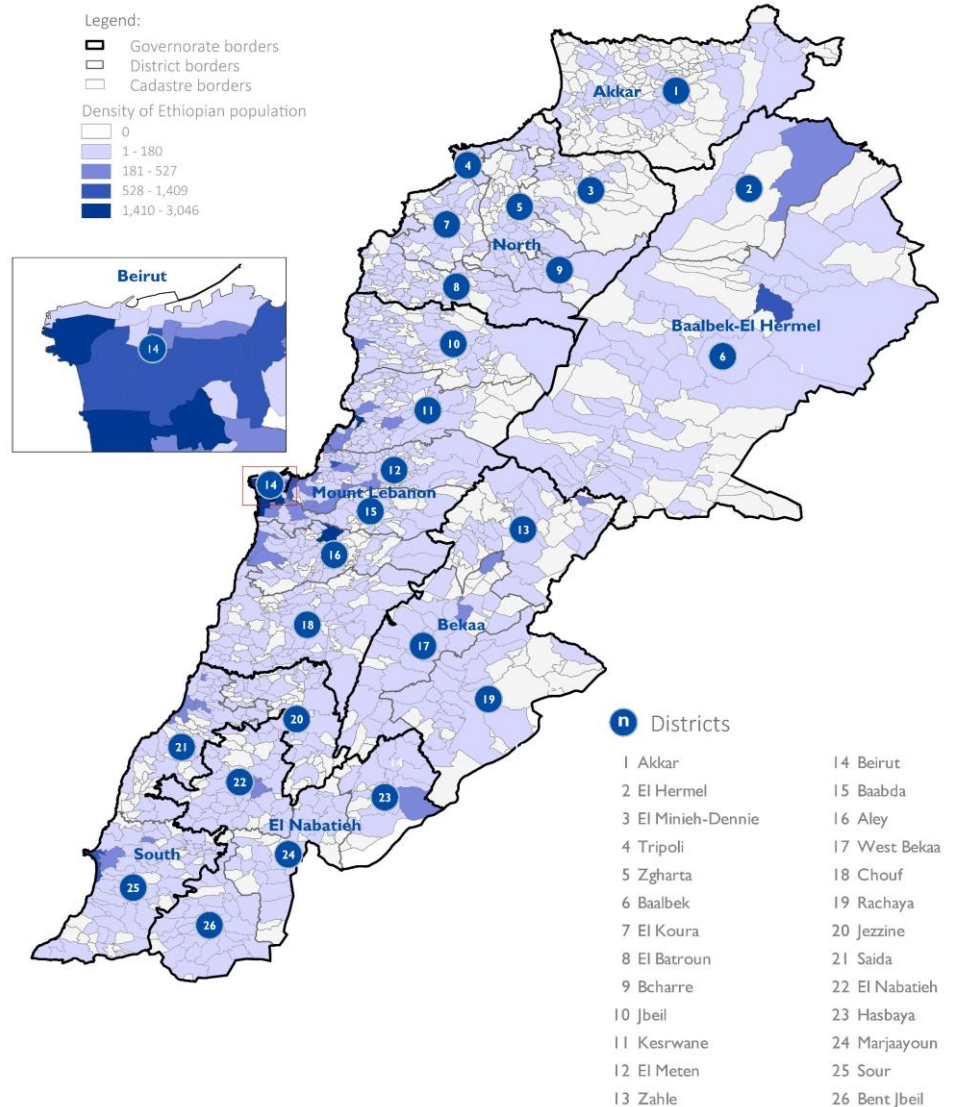 Legend:
Governorate borders
District borders
Cadastre borders
Density of Ethiopian population
0
1 - 180
181 - 527
528 - 1,409
1,410 - 3,046
Beirut
14
Akkar
1
2
3
4
5
7
North
9
8
10
Baalbek-El Hermel
6
11
12
14
Mount Lebanon
15
13
16
18
Bekaa
17
19
20
21
22
23
El Nabatieh
24
South
25
26
n Districts
1 Akkar
2 El Hermel
3 El Minieh-Dennie
4 Tripoli
5 Zgharta
6 Baalbek
7 El Koura
8 El Batroun
9 Bcharre
10 Jbeil
11 Kesrwane
12 El Meten
13 Zahle
14 Beirut
15 Baabda
16 Aley
17 West Bekaa
18 Chouf
19 Rachaya
20 Jezzine
21 Saida
22 El Nabatieh
23 Hasbaya
24 Marjaayoun
25 Sour
26 Bent Jbeil